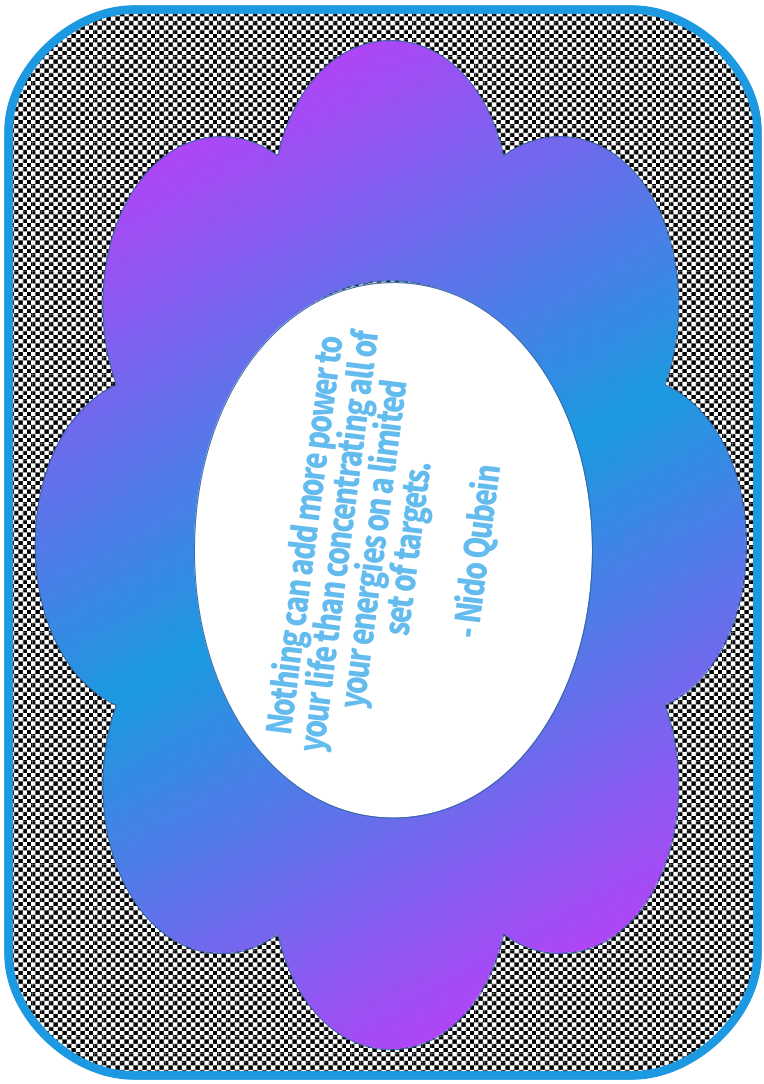 Nothing can add more power to
your life than concentrating all of
your energies on a limited
set of targets.
- Nido Qubein